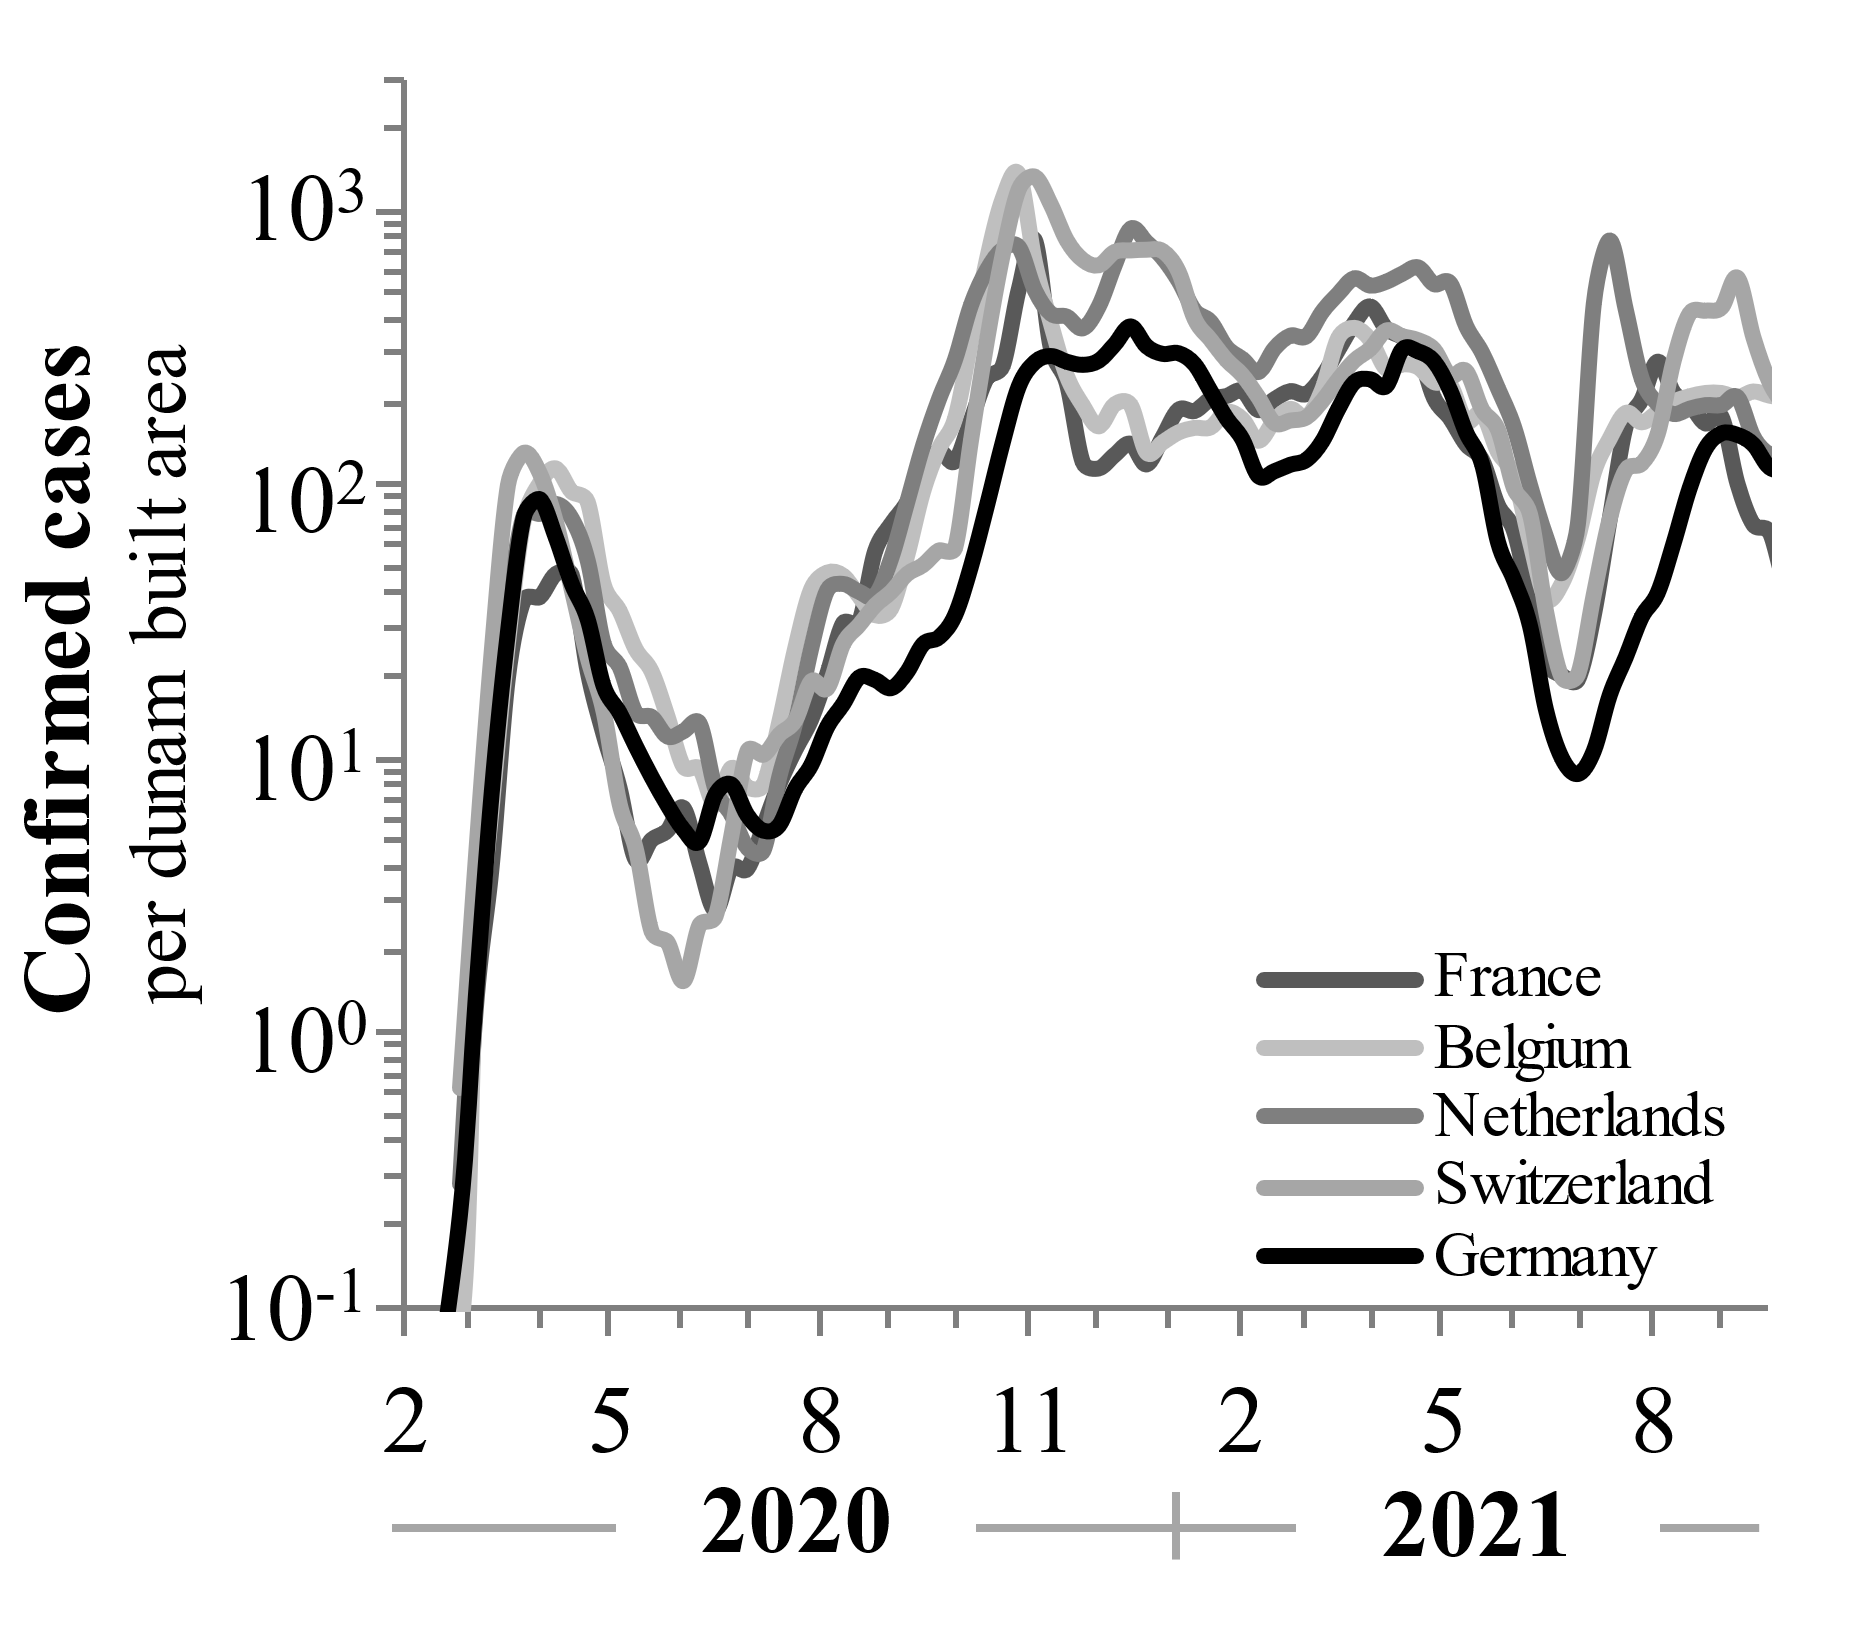 Confirmed cases
per dunam built area
10³
10²
10¹
10⁰
10⁻¹
France
Belgium
Netherlands
Switzerland
Germany
2 5 8 11 2 5 8
2020 2021